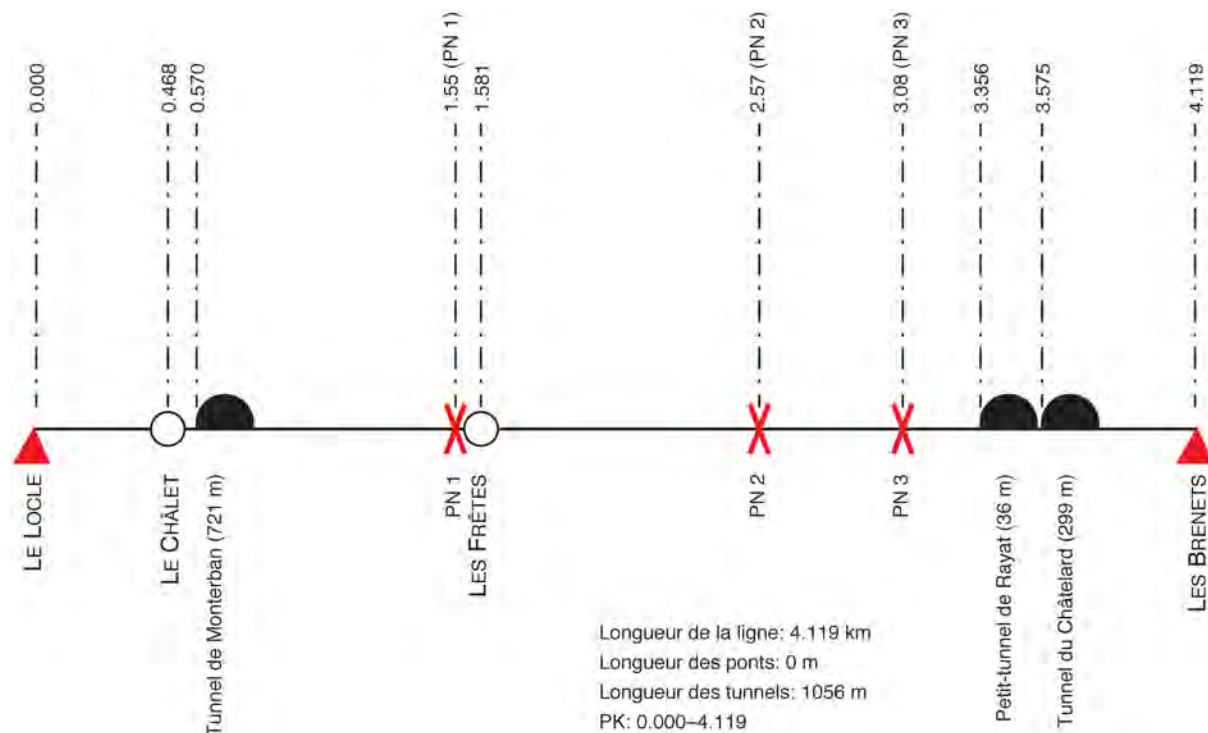 0.000
0.468
0.570
1.55 (PN 1)
1.581
2.57 (PN 2)
3.08 (PN 3)
3.356
3.575
4.119
LE LOCLE
LE CHÂLET
Tunnel de Monterban (721 m)
PN 1
LES FRÊTES
PN 2
PN 3
Petit-tunnel de Rayat (36 m)
Tunnel du Châtelard (299 m)
LES BRENETS
Longueur de la ligne: 4.119 km
Longueur des ponts: 0 m
Longueur des tunnels: 1056 m
PK: 0.000–4.119